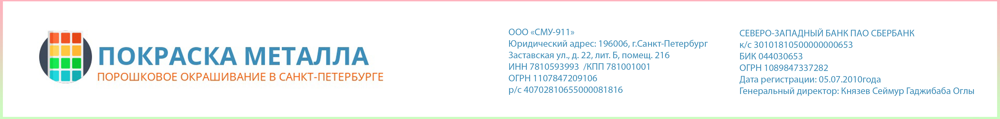 ПОКРАСКА МЕТАЛЛА
ПОРОШКОВОЕ ОКРАШИВАНИЕ В САНКТ-ПЕТЕРБУРГЕ
ООО «СМУ-911»
Юридический адрес: 196006, г.Санкт-Петербург
Заставская ул., д. 22, лит. Б, помещ. 216
ИНН 7810593993 /КПП 781001001
ОГРН 1107847209106
р/с 40702810655000081816
СЕВЕРО-ЗАПАДНЫЙ БАНК ПАО СБЕРБАНК
к/с 30101810500000000653
БИК 044030653
ОГРН 1089847337282
Дата регистрации: 05.07.2010года
Генеральный директор: Князев Сеймур Гаджибаба Оглы